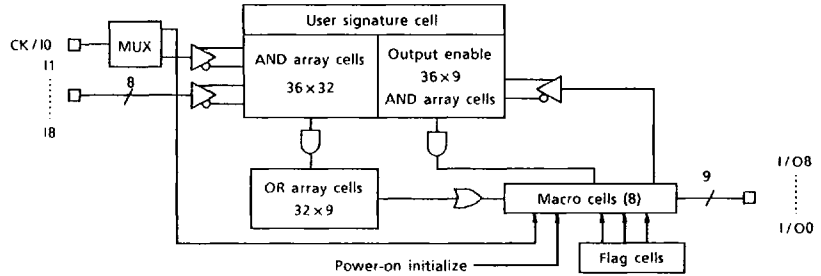 User signature cell
CK / I0
MUX
I1
AND array cells
36 × 32
Output enable
36 × 9
AND array cells
8
I8
OR array cells
32 × 9
Macro cells (8)
9
I / O8
I / O0
Flag cells
Power-on initialize